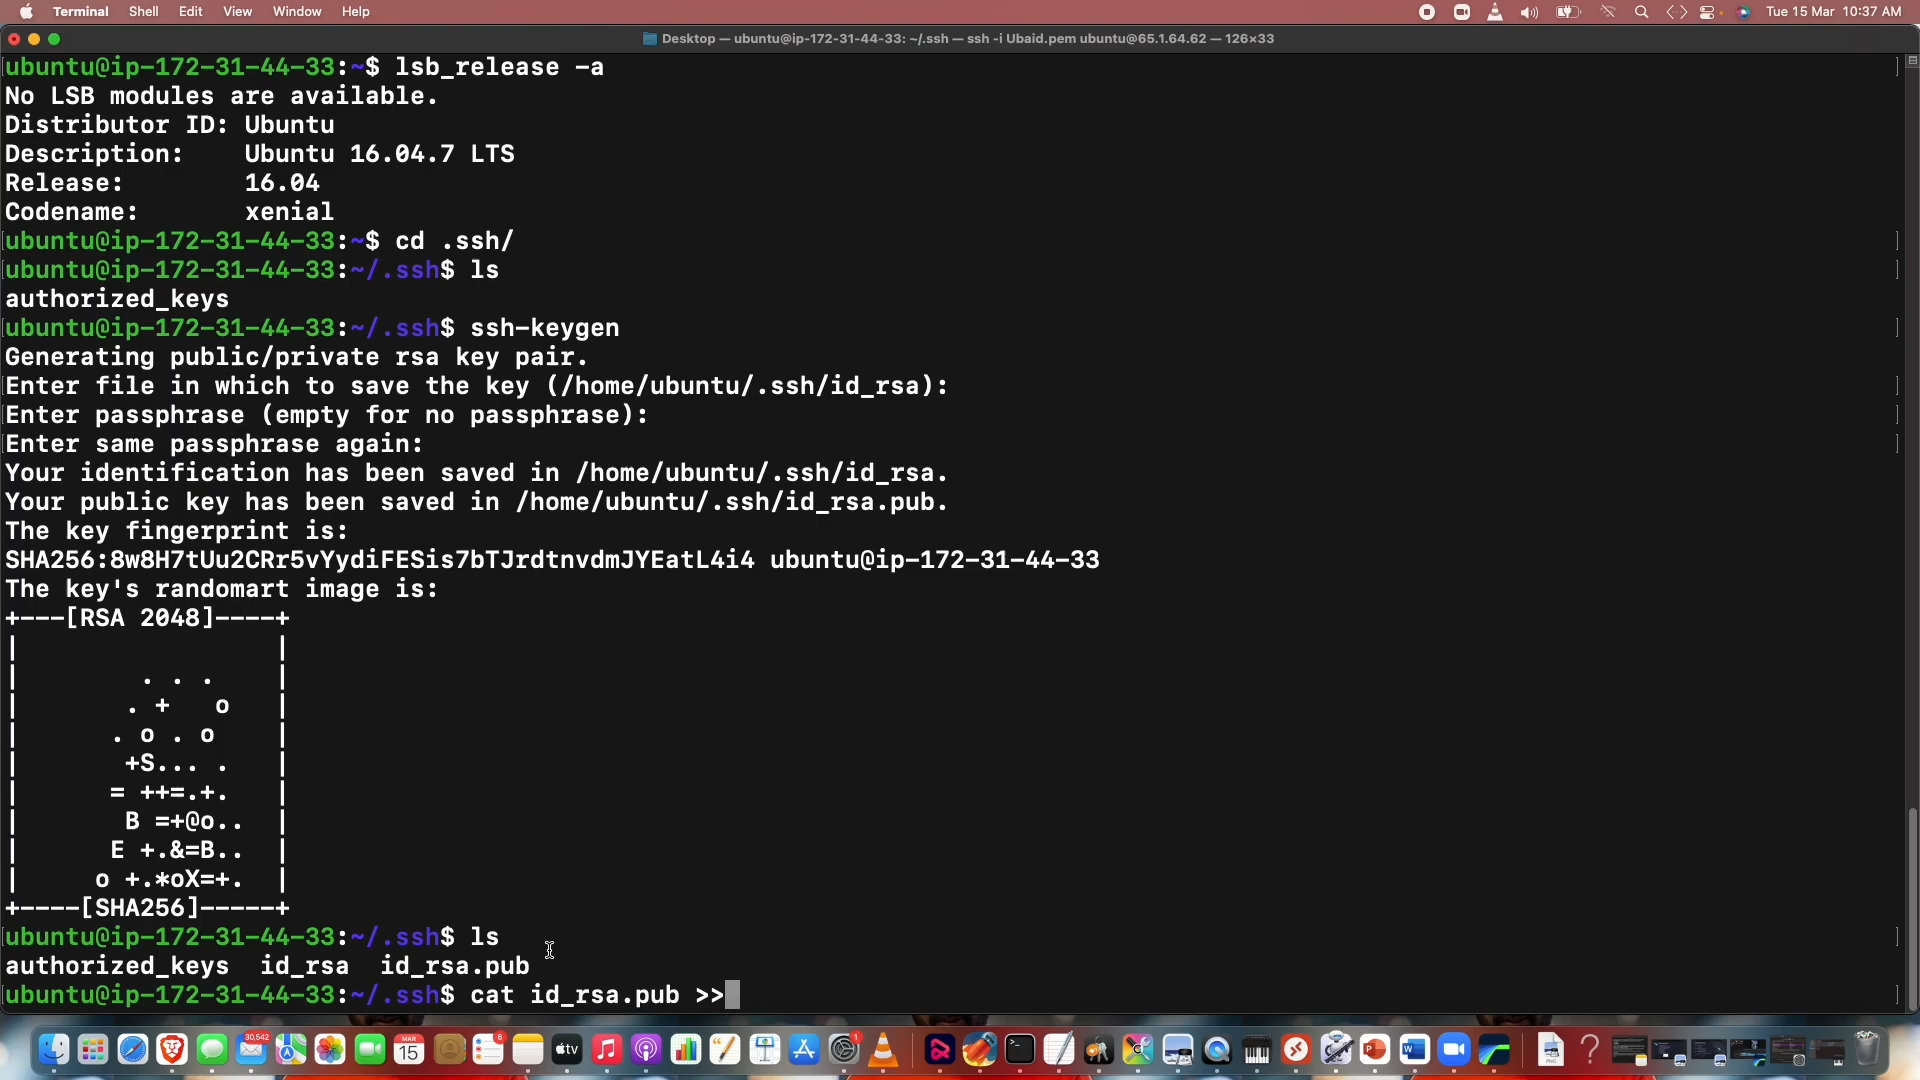 Terminal Shell Edit View Window Help Tue 15 Mar 10:37 AM
Desktop — ubuntu@ip-172-31-44-33: ~/.ssh — ssh -i Ubaid.pem ubuntu@65.1.64.62 — 126×33
ubuntu@ip-172-31-44-33:~$ lsb_release -a
No LSB modules are available.
Distributor ID: Ubuntu
Description:    Ubuntu 16.04.7 LTS
Release:        16.04
Codename:       xenial
ubuntu@ip-172-31-44-33:~$ cd .ssh/
ubuntu@ip-172-31-44-33:~/.ssh$ ls
authorized_keys
ubuntu@ip-172-31-44-33:~/.ssh$ ssh-keygen
Generating public/private rsa key pair.
Enter file in which to save the key (/home/ubuntu/.ssh/id_rsa):
Enter passphrase (empty for no passphrase):
Enter same passphrase again:
Your identification has been saved in /home/ubuntu/.ssh/id_rsa.
Your public key has been saved in /home/ubuntu/.ssh/id_rsa.pub.
The key fingerprint is:
SHA256:8w8H7tUu2CRr5vYydiFESis7bTJrdtnvdmJYEatL4i4 ubuntu@ip-172-31-44-33
The key's randomart image is:
+---[RSA 2048]----+
|                 |
|        . . .    |
|       . +   o   |
|      . o . o    |
|       +S... .   |
|      = ++=.+.   |
|       B =+@o..  |
|      E +.&=B..  |
|     o +.*oX=+.  |
+----[SHA256]-----+
ubuntu@ip-172-31-44-33:~/.ssh$ ls
authorized_keys  id_rsa  id_rsa.pub
ubuntu@ip-172-31-44-33:~/.ssh$ cat id_rsa.pub >>
30,542
MAR
15
6
tv
1